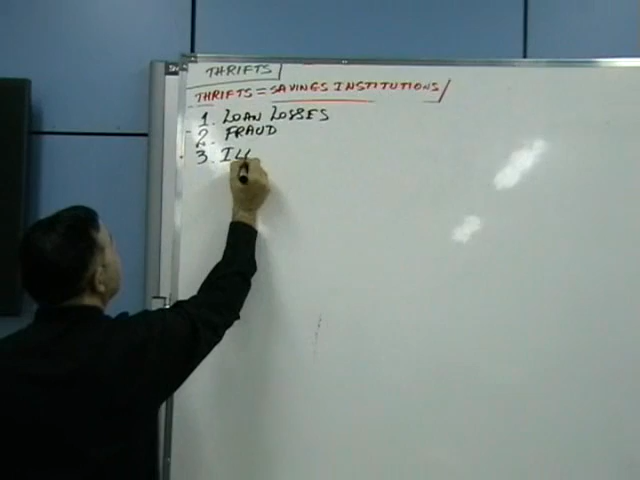 THRIFTS
THRIFTS = SAVINGS INSTITUTIONS
1. LOAN LOSSES
2. FRAUD
3. ILL